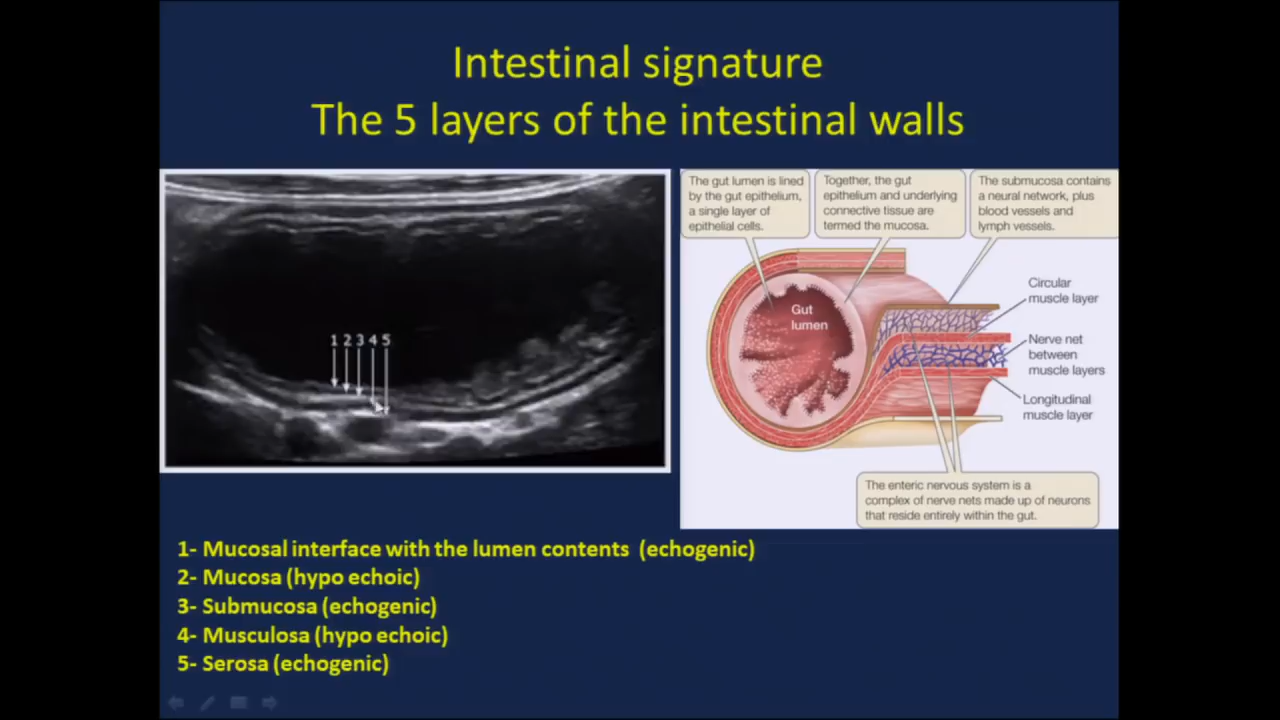 Intestinal signature
The 5 layers of the intestinal walls
1 2 3 4 5
The gut lumen is lined
by the gut epithelium,
a single layer of
epithelial cells.
Together, the gut
epithelium and underlying
connective tissue are
termed the mucosa.
The submucosa contains
a neural network, plus
blood vessels and
lymph vessels.
Gut
lumen
Circular
muscle layer
Nerve net
between
muscle layers
Longitudinal
muscle layer
The enteric nervous system is a
complex of nerve nets made up of neurons
that reside entirely within the gut.
1- Mucosal interface with the lumen contents (echogenic)
2- Mucosa (hypo echoic)
3- Submucosa (echogenic)
4- Musculosa (hypo echoic)
5- Serosa (echogenic)